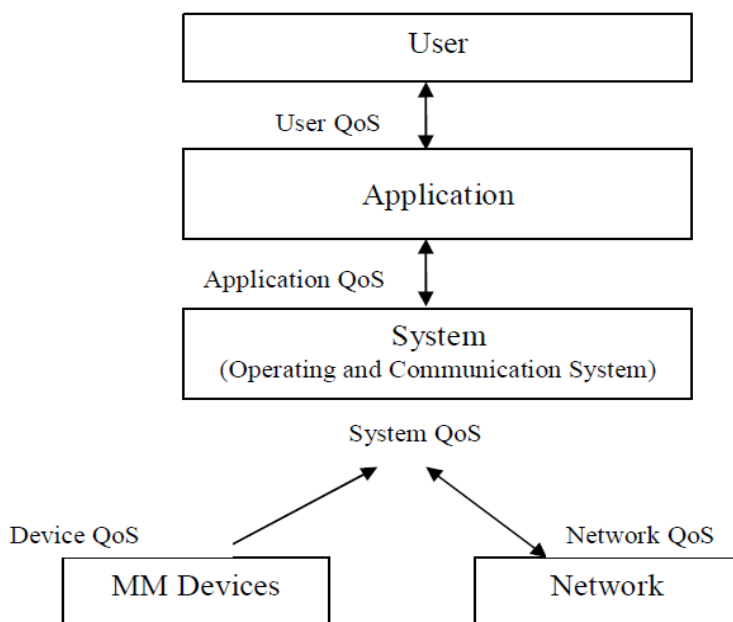 User
User QoS
Application
Application QoS
System
(Operating and Communication System)
System QoS
Device QoS
Network QoS
MM Devices
Network